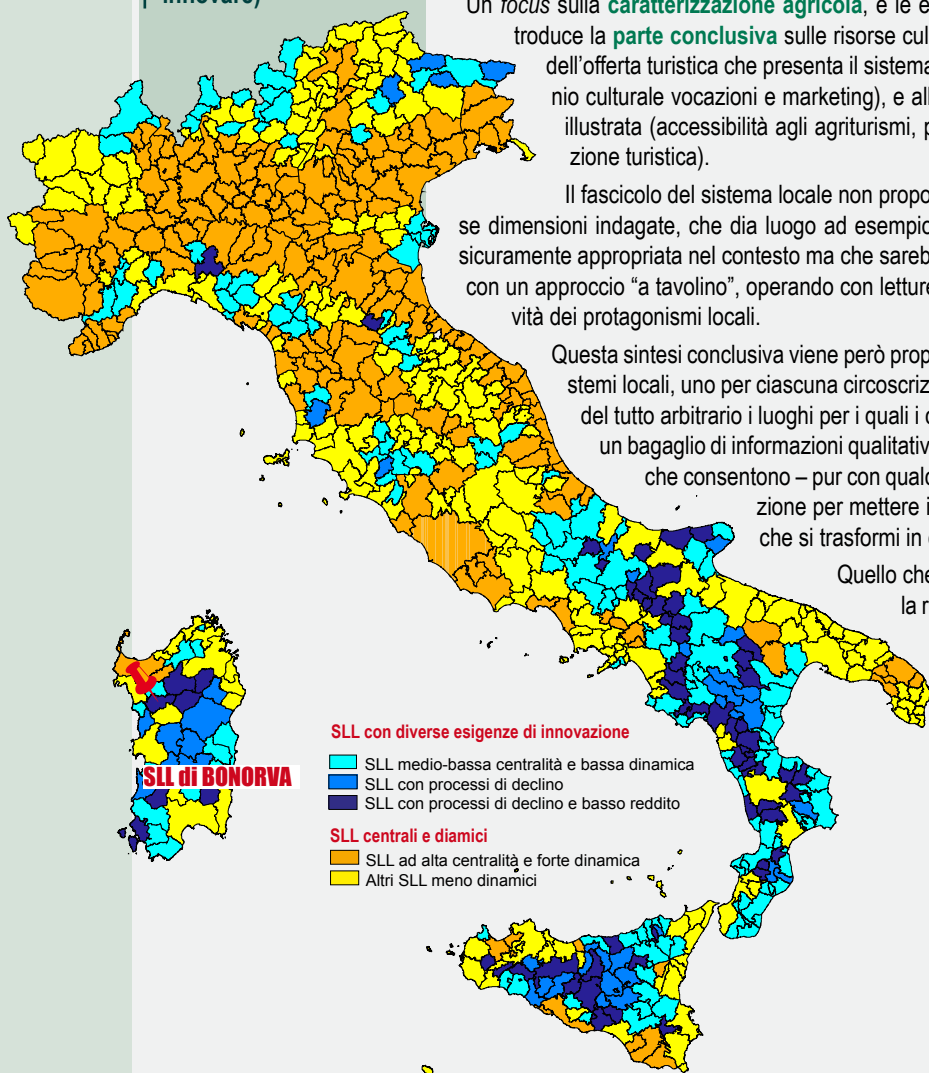 innovare)
Un focus sulla caratterizzazione agricola, e le e
troduce la parte conclusiva sulle risorse cul
dell'offerta turistica che presenta il sistema
nio culturale vocazioni e marketing), e all
illustrata (accessibilità agli agriturismi, p
zione turistica).
Il fascicolo del sistema locale non propo
se dimensioni indagate, che dia luogo ad esempio
sicuramente appropriata nel contesto ma che sareb
con un approccio “a tavolino”, operando con letture
vità dei protagonismi locali.
Questa sintesi conclusiva viene però prop
stemi locali, uno per ciascuna circoscriz
del tutto arbitrario i luoghi per i quali i
un bagaglio di informazioni qualitativ
che consentono – pur con qualc
zione per mettere i
che si trasformi in
Quello che
la r
SLL di BONORVA
SLL con diverse esigenze di innovazione
SLL medio-bassa centralità e bassa dinamica
SLL con processi di declino
SLL con processi di declino e basso reddito
SLL centrali e diamici
SLL ad alta centralità e forte dinamica
Altri SLL meno dinamici